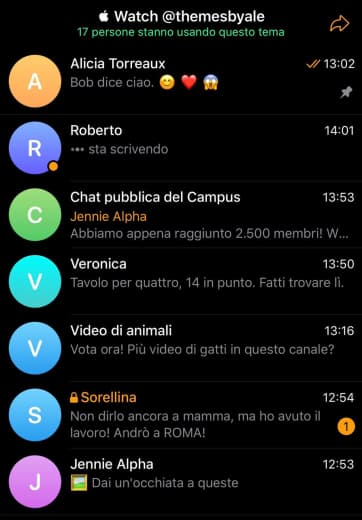 Watch @themesbyale
17 persone stanno usando questo tema
A
Alicia Torreaux
13:02
Bob dice ciao. 😊 ❤️ 😱
R
Roberto
14:01
sta scrivendo
C
Chat pubblica del Campus
13:53
Jennie Alpha
Abbiamo appena raggiunto 2.500 membri! W...
V
Veronica
13:50
Tavolo per quattro, 14 in punto. Fatti trovare lì.
V
Video di animali
13:16
Vota ora! Più video di gatti in questo canale?
S
Sorellina
12:54
Non dirlo ancora a mamma, ma ho avuto il
lavoro! Andrò a ROMA!
1
J
Jennie Alpha
12:53
🖼️ Dai un'occhiata a queste